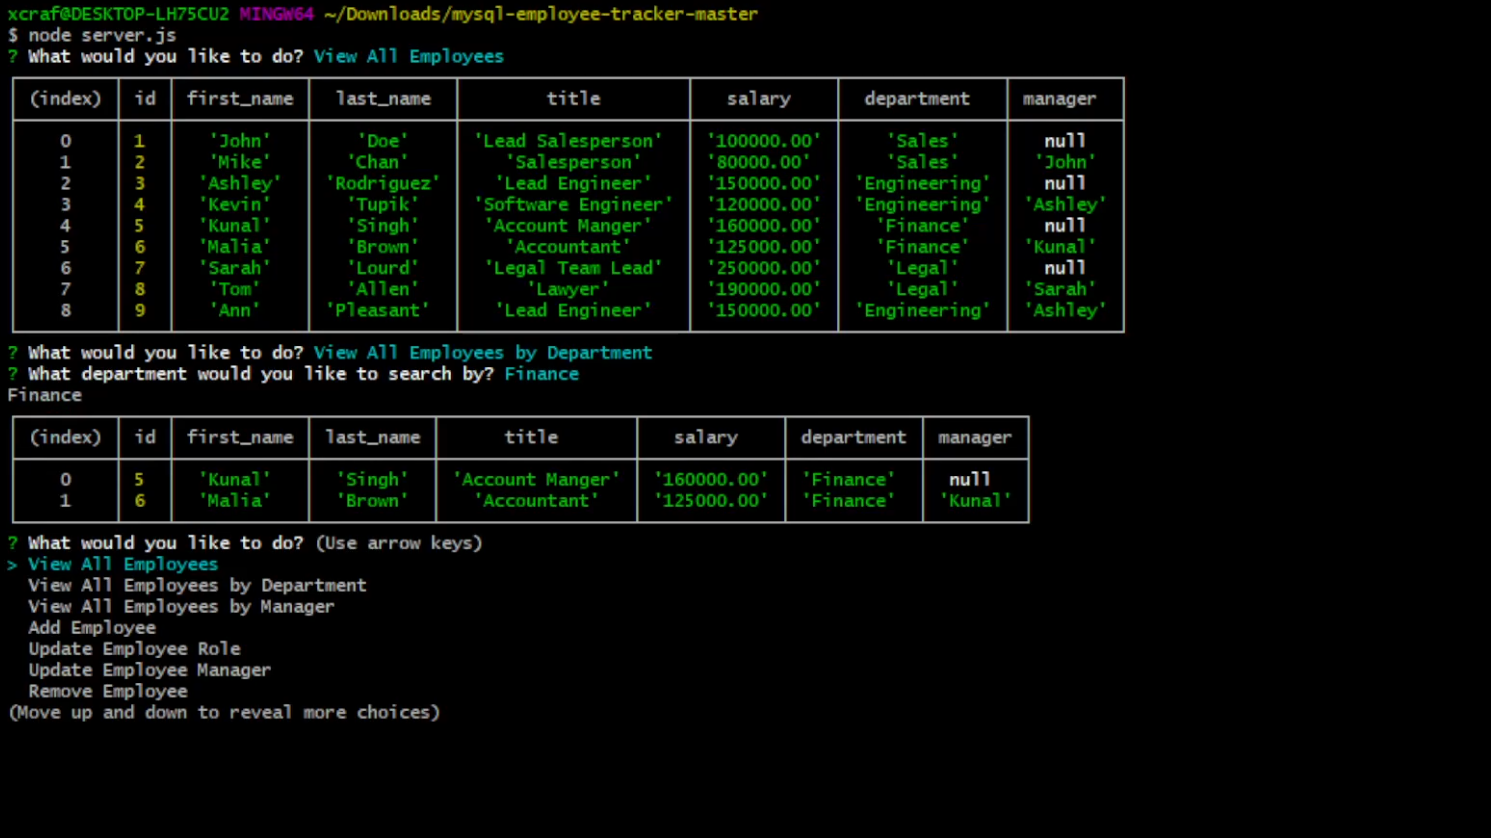 xcraf@DESKTOP-LH75CU2 MINGW64 ~/Downloads/mysql-employee-tracker-master
$ node server.js
? What would you like to do? View All Employees
(index) id first_name last_name title salary department manager
0 1 'John' 'Doe' 'Lead Salesperson' '100000.00' 'Sales' null
1 2 'Mike' 'Chan' 'Salesperson' '80000.00' 'Sales' 'John'
2 3 'Ashley' 'Rodriguez' 'Lead Engineer' '150000.00' 'Engineering' null
3 4 'Kevin' 'Tupik' 'Software Engineer' '120000.00' 'Engineering' 'Ashley'
4 5 'Kunal' 'Singh' 'Account Manger' '160000.00' 'Finance' null
5 6 'Malia' 'Brown' 'Accountant' '125000.00' 'Finance' 'Kunal'
6 7 'Sarah' 'Lourd' 'Legal Team Lead' '250000.00' 'Legal' null
7 8 'Tom' 'Allen' 'Lawyer' '190000.00' 'Legal' 'Sarah'
8 9 'Ann' 'Pleasant' 'Lead Engineer' '150000.00' 'Engineering' 'Ashley'
? What would you like to do? View All Employees by Department
? What department would you like to search by? Finance
Finance
(index) id first_name last_name title salary department manager
0 5 'Kunal' 'Singh' 'Account Manger' '160000.00' 'Finance' null
1 6 'Malia' 'Brown' 'Accountant' '125000.00' 'Finance' 'Kunal'
? What would you like to do? (Use arrow keys)
> View All Employees
View All Employees by Department
View All Employees by Manager
Add Employee
Update Employee Role
Update Employee Manager
Remove Employee
(Move up and down to reveal more choices)